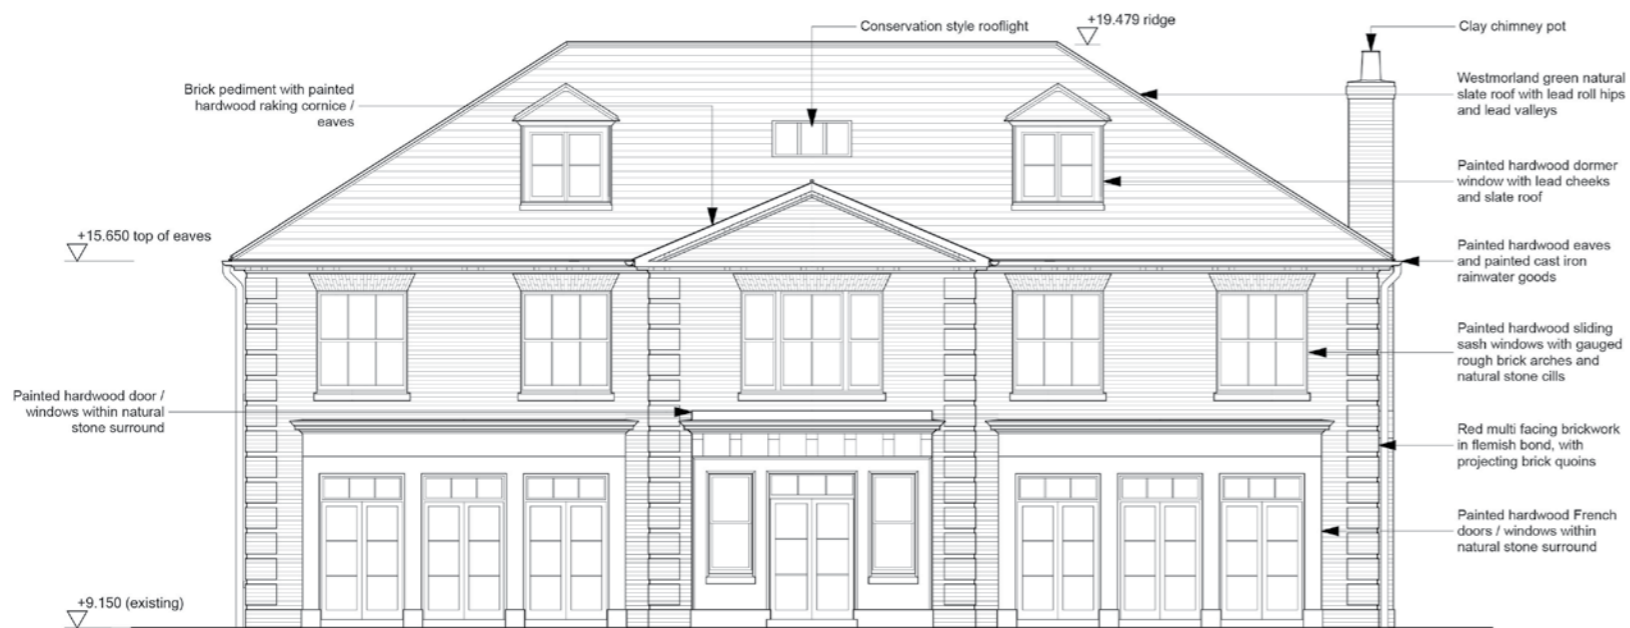 Conservation style rooflight
+19.479 ridge
Clay chimney pot
Brick pediment with painted
hardwood raking cornice /
eaves
Westmorland green natural
slate roof with lead roll hips
and lead valleys
Painted hardwood dormer
window with lead cheeks
and slate roof
+15.650 top of eaves
Painted hardwood eaves
and painted cast iron
rainwater goods
Painted hardwood sliding
sash windows with gauged
rough brick arches and
natural stone cills
Painted hardwood door /
windows within natural
stone surround
Red multi facing brickwork
in flemish bond, with
projecting brick quoins
Painted hardwood French
doors / windows within
natural stone surround
+9.150 (existing)